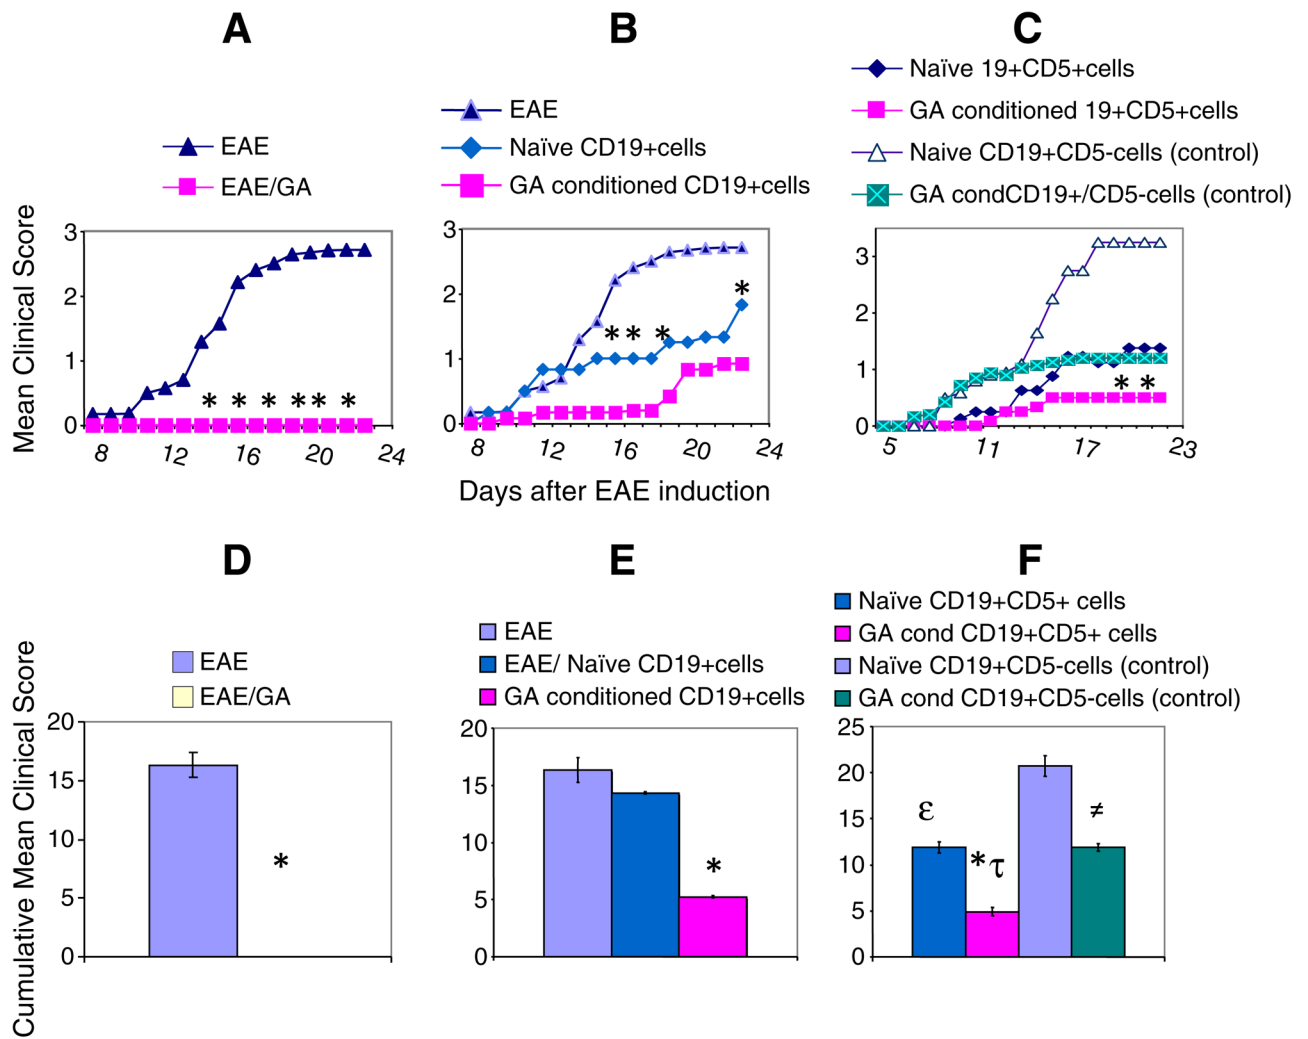 A
EAE
EAE/GA
Mean Clinical Score
3
2
1
0
* * * ** *
8 12 16 20 24
B
EAE
Naïve CD19+cells
GA conditioned CD19+cells
3
2
1
0
*
** *
8 12 16 20 24
Days after EAE induction
C
Naïve 19+CD5+cells
GA conditioned 19+CD5+cells
Naive CD19+CD5-cells (control)
GA condCD19+/CD5-cells (control)
3
2
1
0
* *
5 11 17 23
D
EAE
EAE/GA
Cumulative Mean Clinical Score
20
15
10
5
0
*
E
EAE
EAE/ Naïve CD19+cells
GA conditioned CD19+cells
20
15
10
5
0
*
F
Naïve CD19+CD5+ cells
GA cond CD19+CD5+ cells
Naïve CD19+CD5-cells (control)
GA cond CD19+CD5-cells (control)
25
20
15
10
5
0
ε
*τ
≠